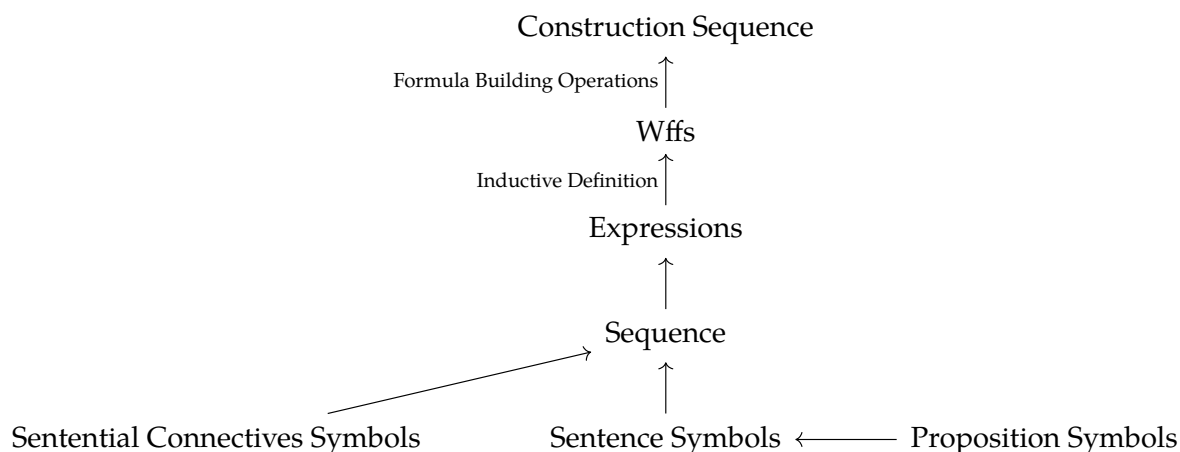 Construction Sequence
Formula Building Operations
Wffs
Inductive Definition
Expressions
Sequence
Sentential Connectives Symbols
Sentence Symbols
Proposition Symbols